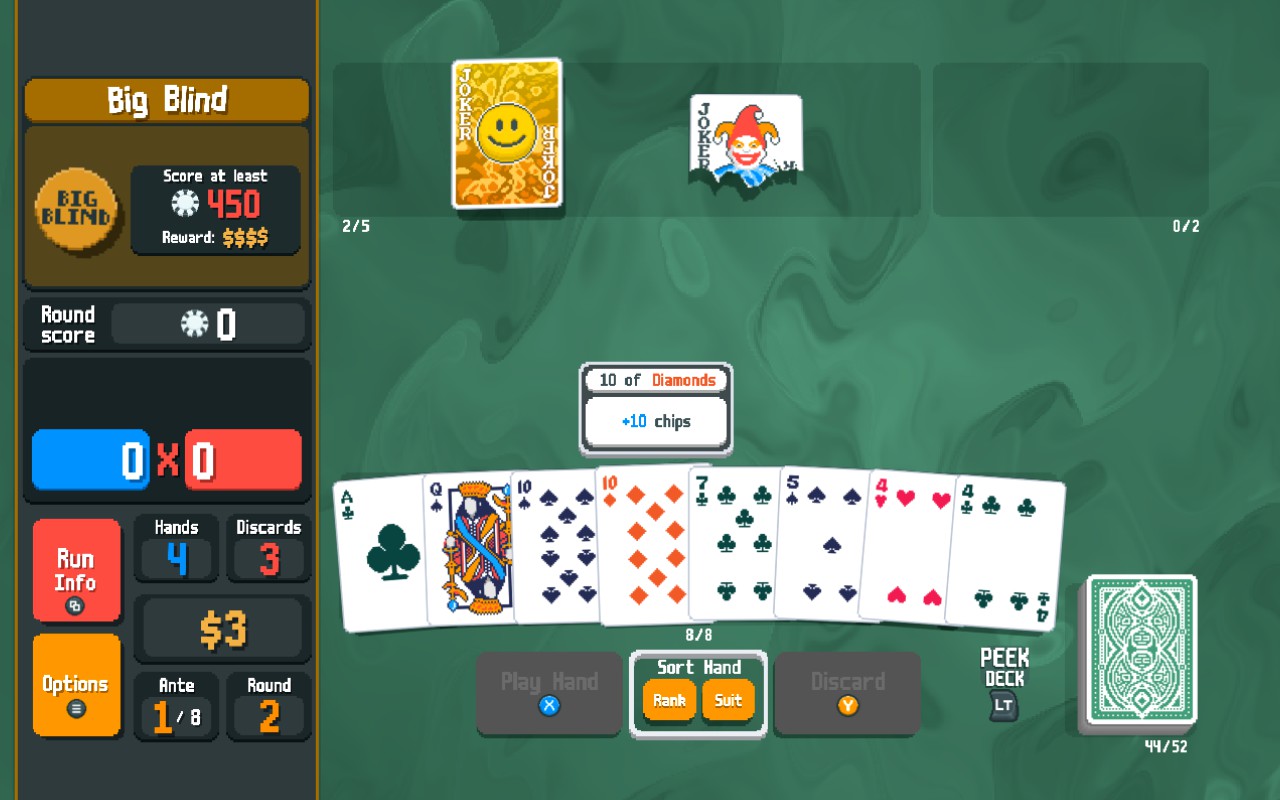 Big Blind
BIG
BLIND
Score at least
450
Reward: $$$$
Round
score
0
0 X 0
Run
Info
Options
Hands
4
Discards
3
$3
Ante
1 / 8
Round
2
JOKER
JOKER
JOKER
2/5
0/2
10 of Diamonds
+10 chips
A
Q
10
10
7
5
4
4
4
8/8
Play Hand
X
Sort Hand
Rank
Suit
Discard
Y
PEEK
DECK
LT
44/52